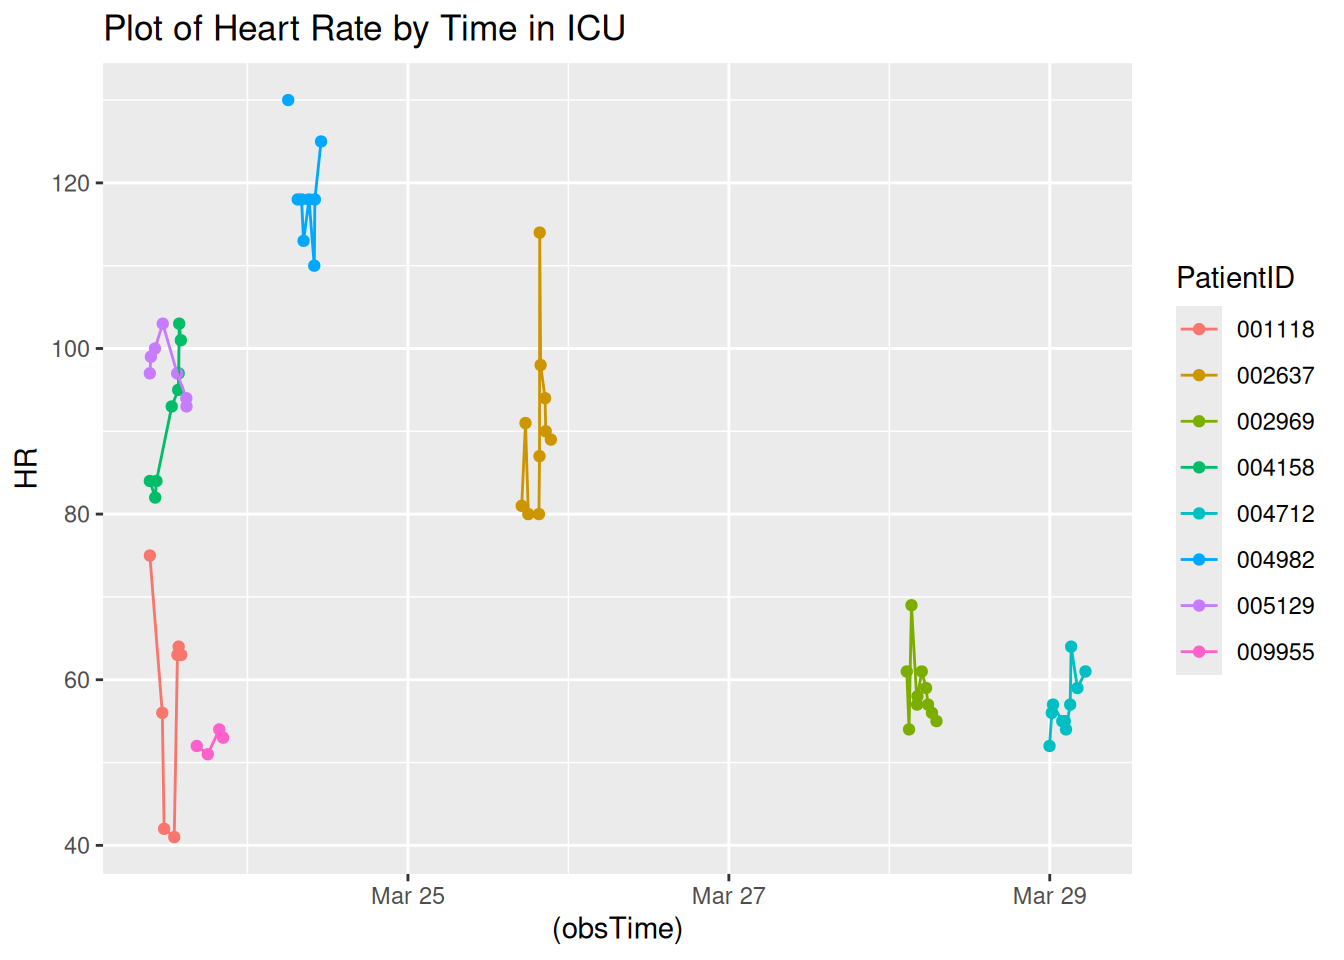 Plot of Heart Rate by Time in ICU
HR
120
100
80
60
40
Mar 25
Mar 27
Mar 29
(obsTime)
PatientID
001118
002637
002969
004158
004712
004982
005129
009955